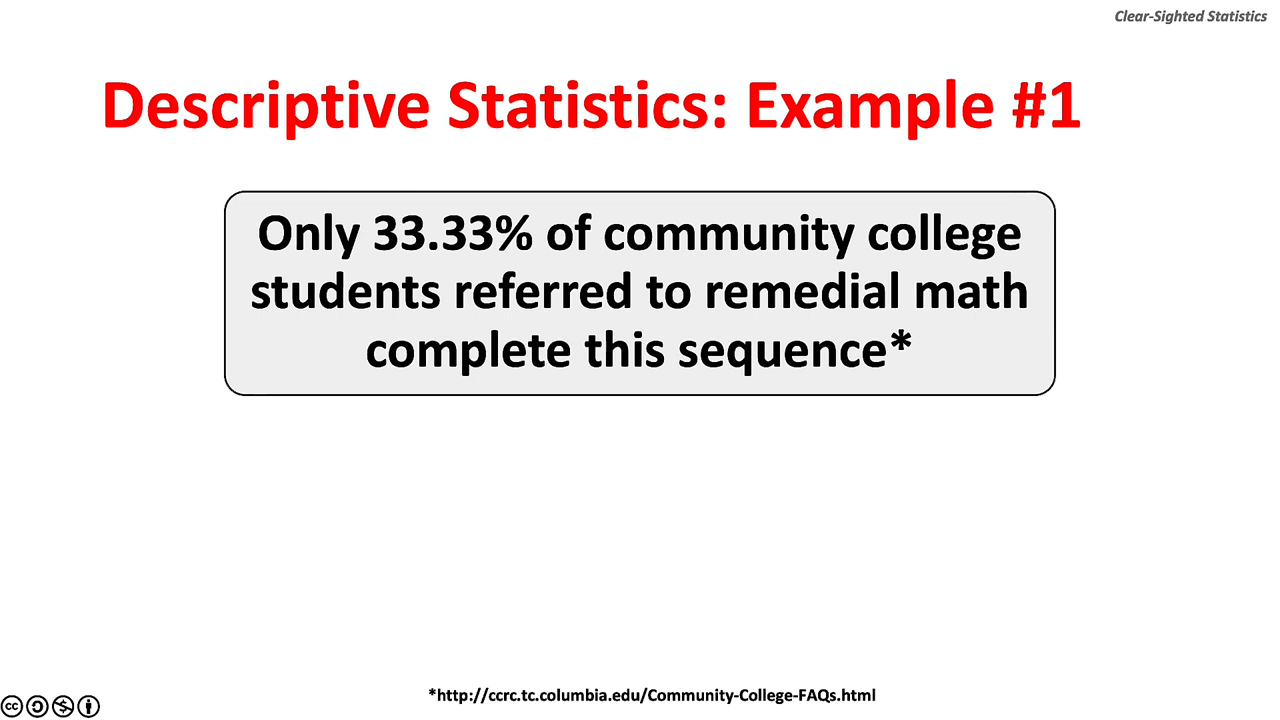 Clear-Sighted Statistics
Descriptive Statistics: Example #1
Only 33.33% of community college
students referred to remedial math
complete this sequence*
*http://ccrc.tc.columbia.edu/Community-College-FAQs.html
cc